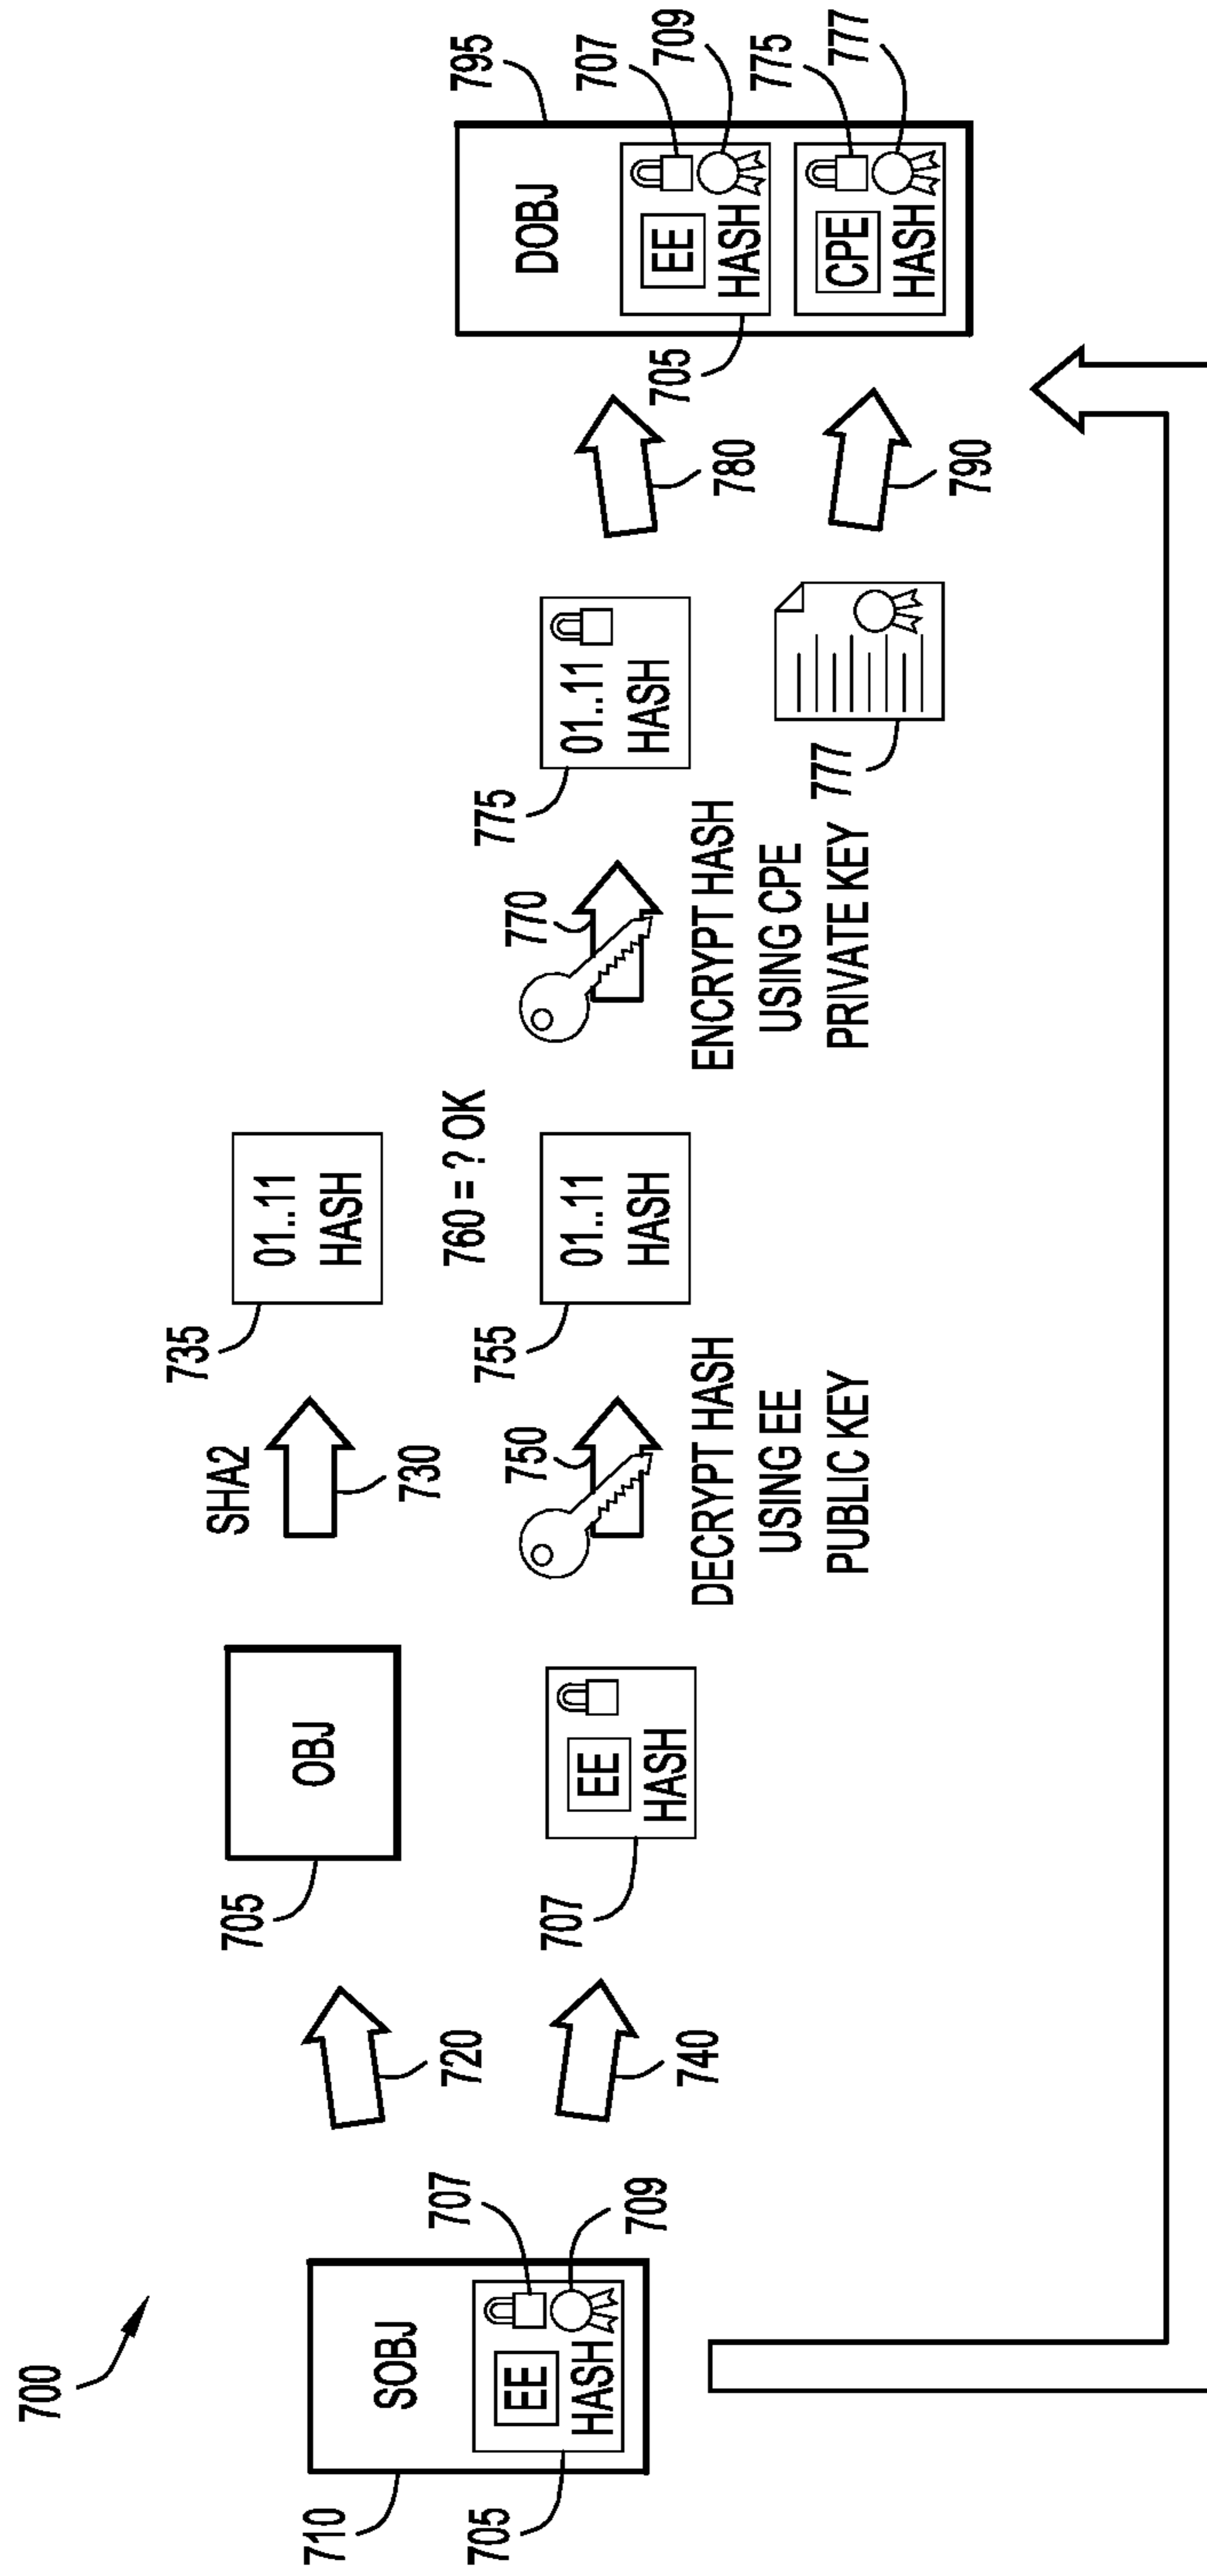 700
710
SOBJ
EE
HASH
705
707
709
720
740
705
OBJ
707
EE
HASH
SHA2
730
750
DECRYPT HASH
USING EE
PUBLIC KEY
735
01..11
HASH
760 = ? OK
755
01..11
HASH
770
ENCRYPT HASH
USING CPE
PRIVATE KEY
775
01..11
HASH
777
780
790
795
DOBJ
705
EE
HASH
707
709
CPE
HASH
775
777